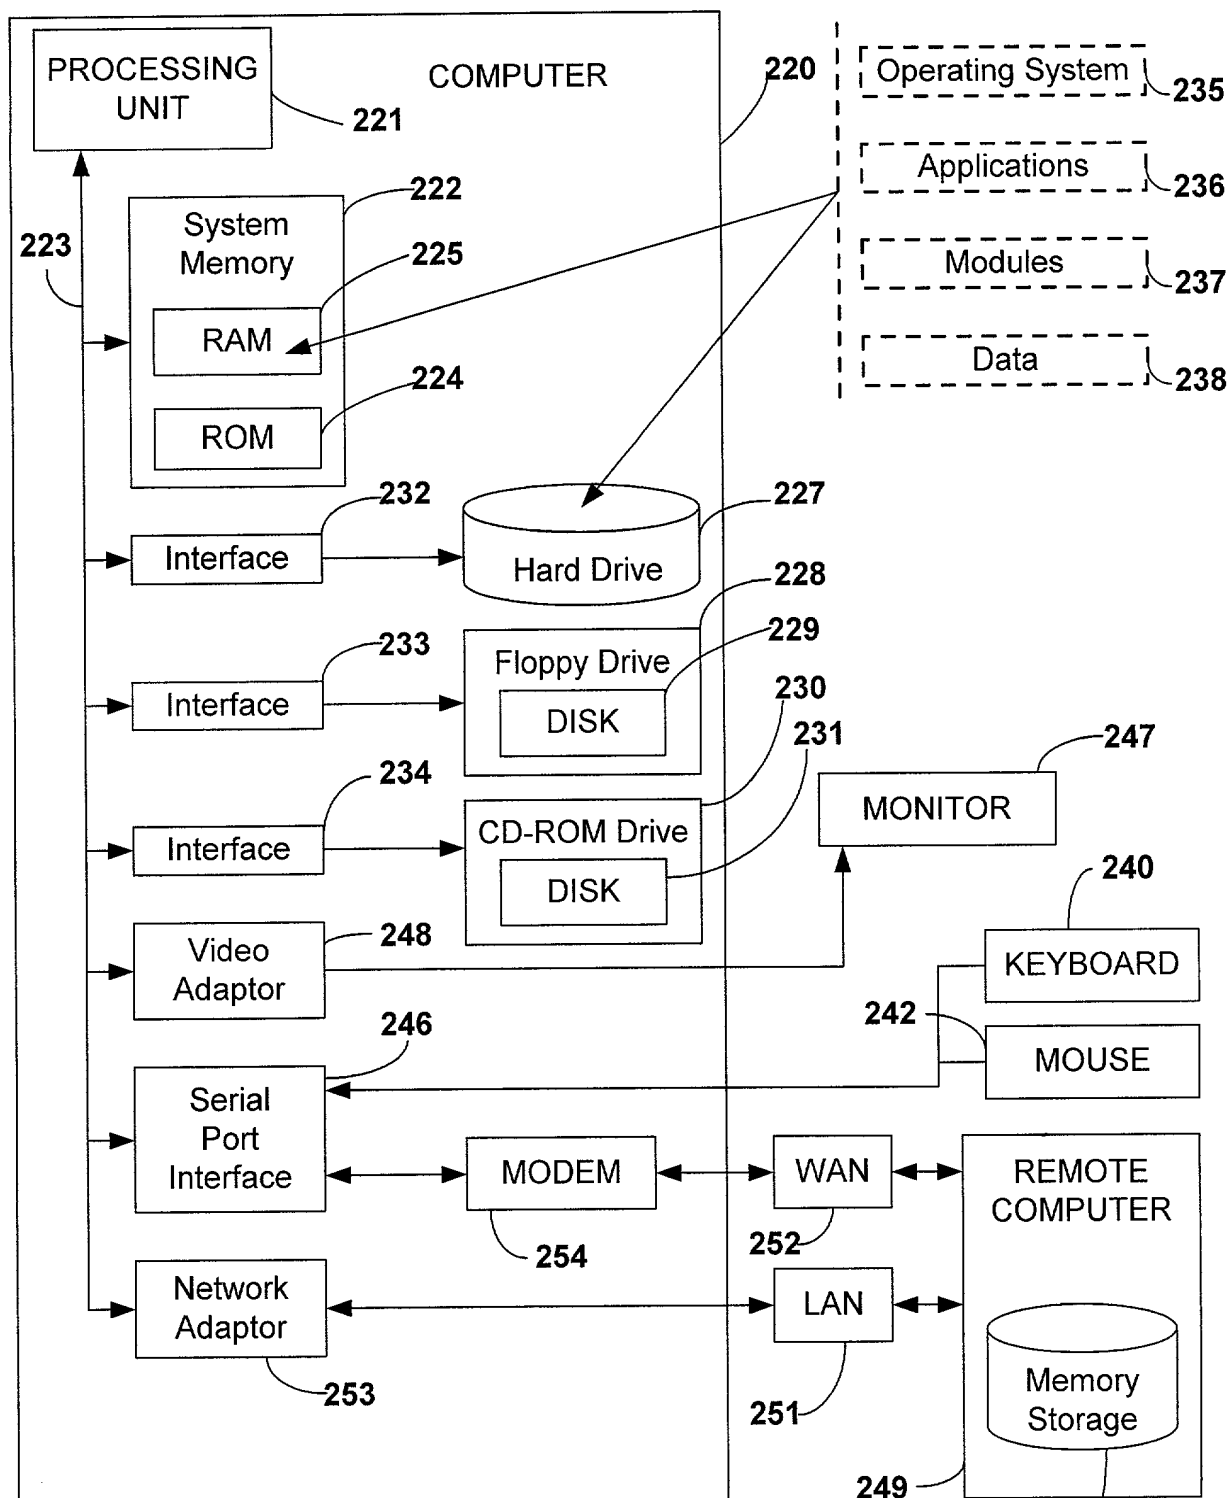 PROCESSING
UNIT
COMPUTER
220
221
Operating System
235
Applications
236
Modules
237
Data
238
222
System
Memory
223
225
RAM
224
ROM
232
Interface
227
Hard Drive
228
229
233
Interface
Floppy Drive
DISK
230
231
234
Interface
CD-ROM Drive
DISK
247
MONITOR
240
KEYBOARD
248
Video
Adaptor
242
MOUSE
246
Serial
Port
Interface
MODEM
254
WAN
252
REMOTE
COMPUTER
Network
Adaptor
253
LAN
251
Memory
Storage
249